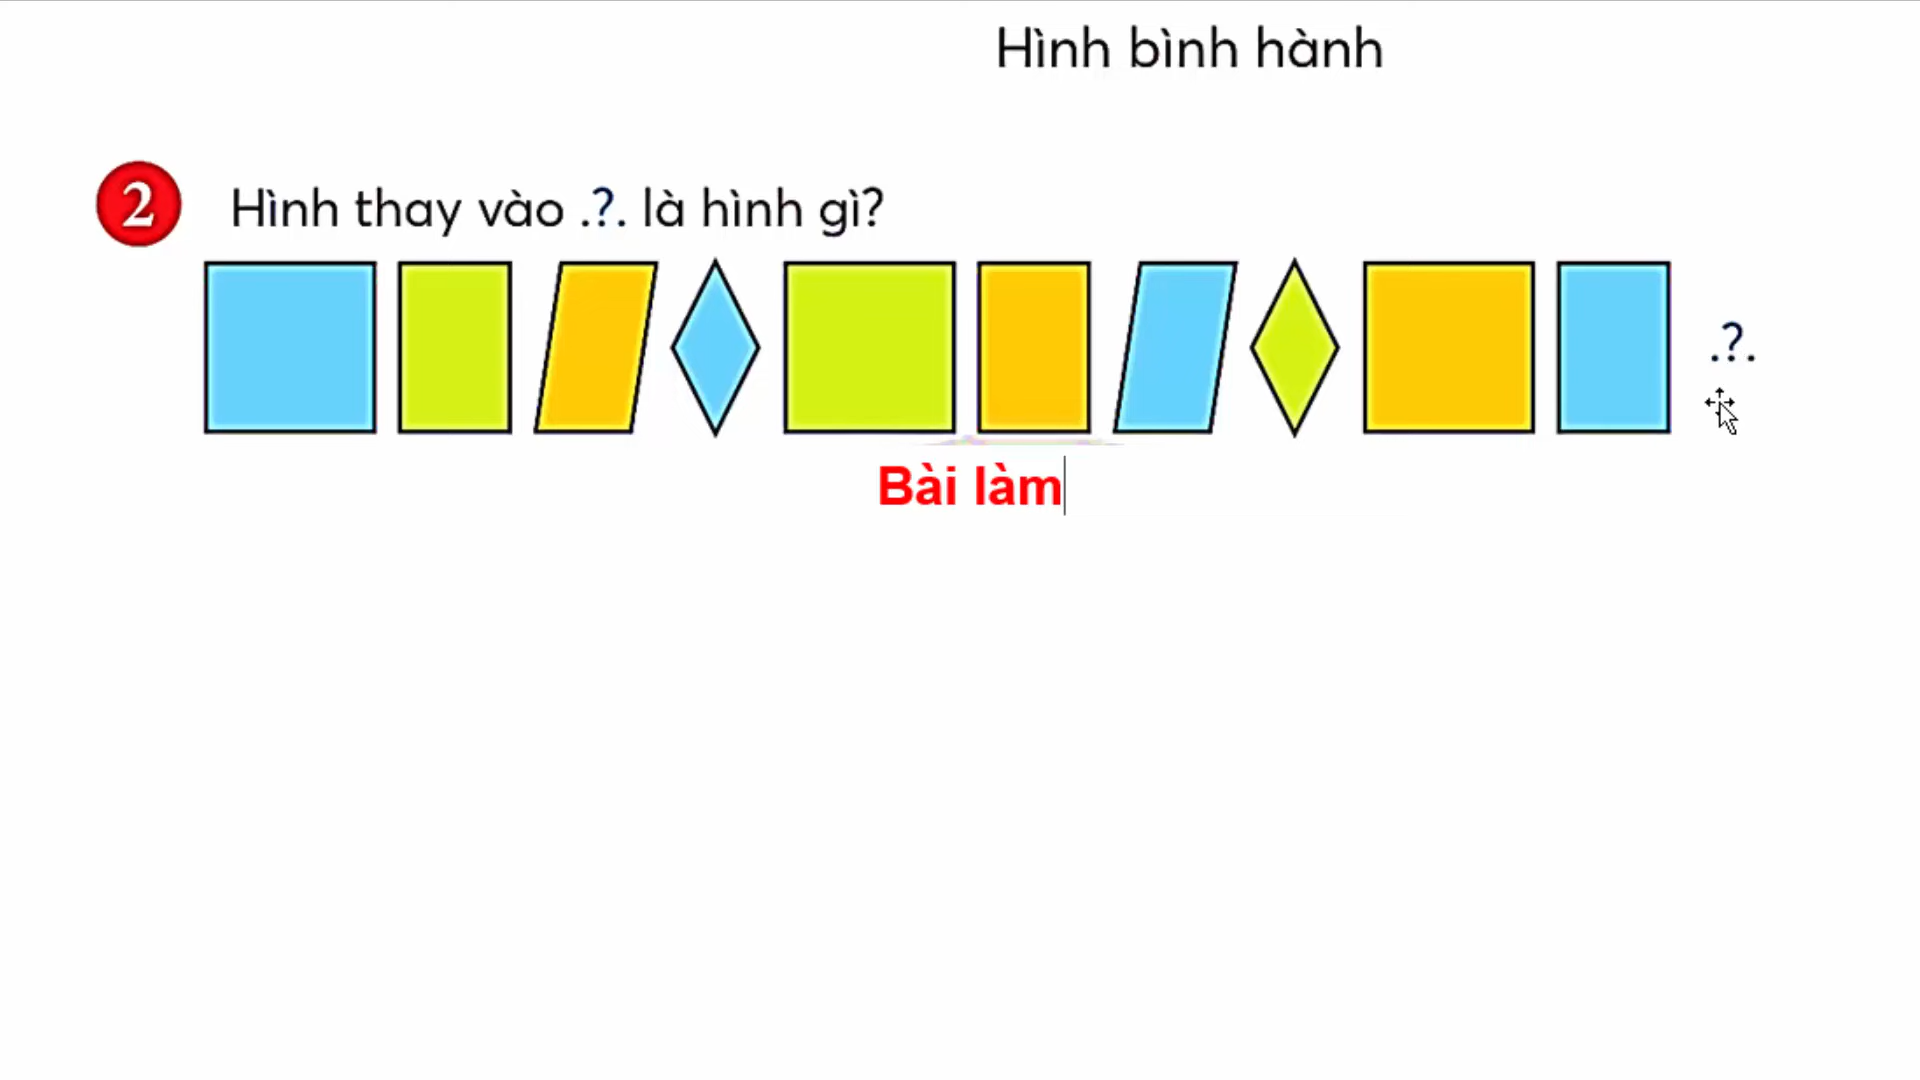 Hình bình hành
2 Hình thay vào .?. là hình gì?
.?.
Bài làm